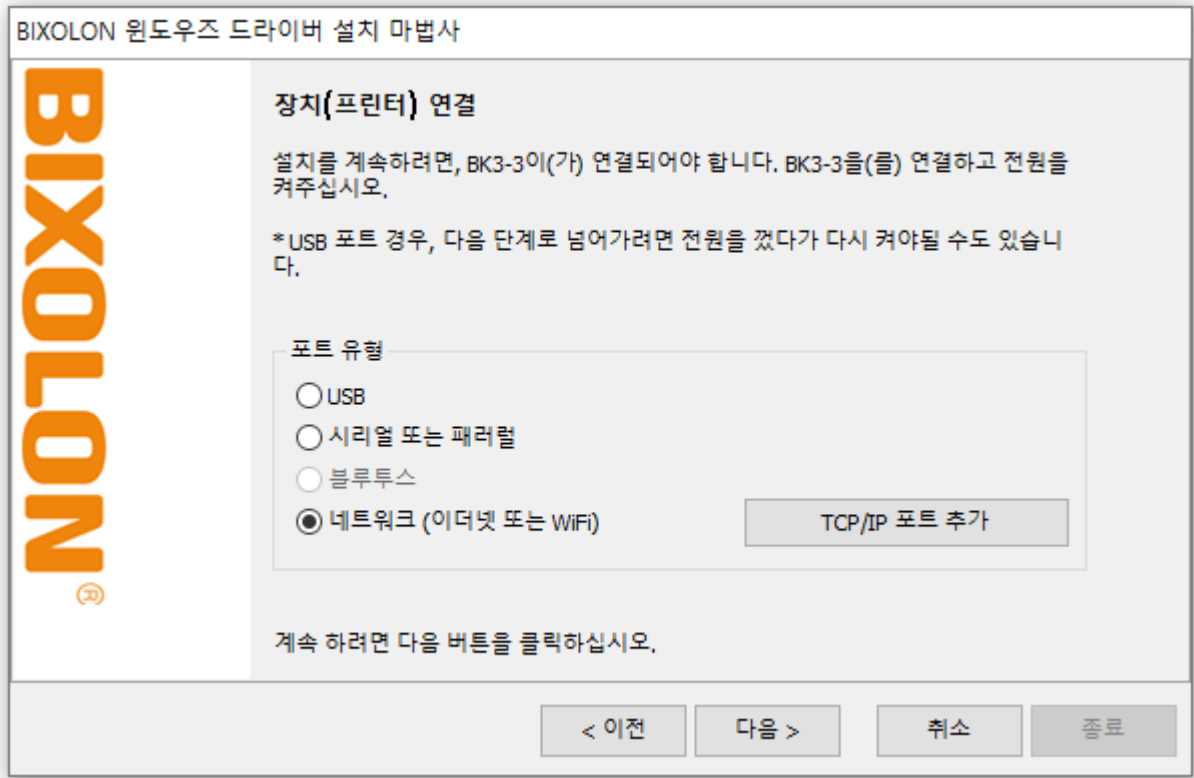 BIXOLON 윈도우즈 드라이버 설치 마법사
BIXOLON®
장치(프린터) 연결
설치를 계속하려면, BK3-3이(가) 연결되어야 합니다. BK3-3을(를) 연결하고 전원을
켜주십시오.
*USB 포트 경우, 다음 단계로 넘어가려면 전원을 껐다가 다시 켜야될 수도 있습니
다.
포트 유형
USB
시리얼 또는 패러럴
블루투스
네트워크 (이더넷 또는 WiFi)
TCP/IP 포트 추가
계속 하려면 다음 버튼을 클릭하십시오.
< 이전
다음 >
취소
종료